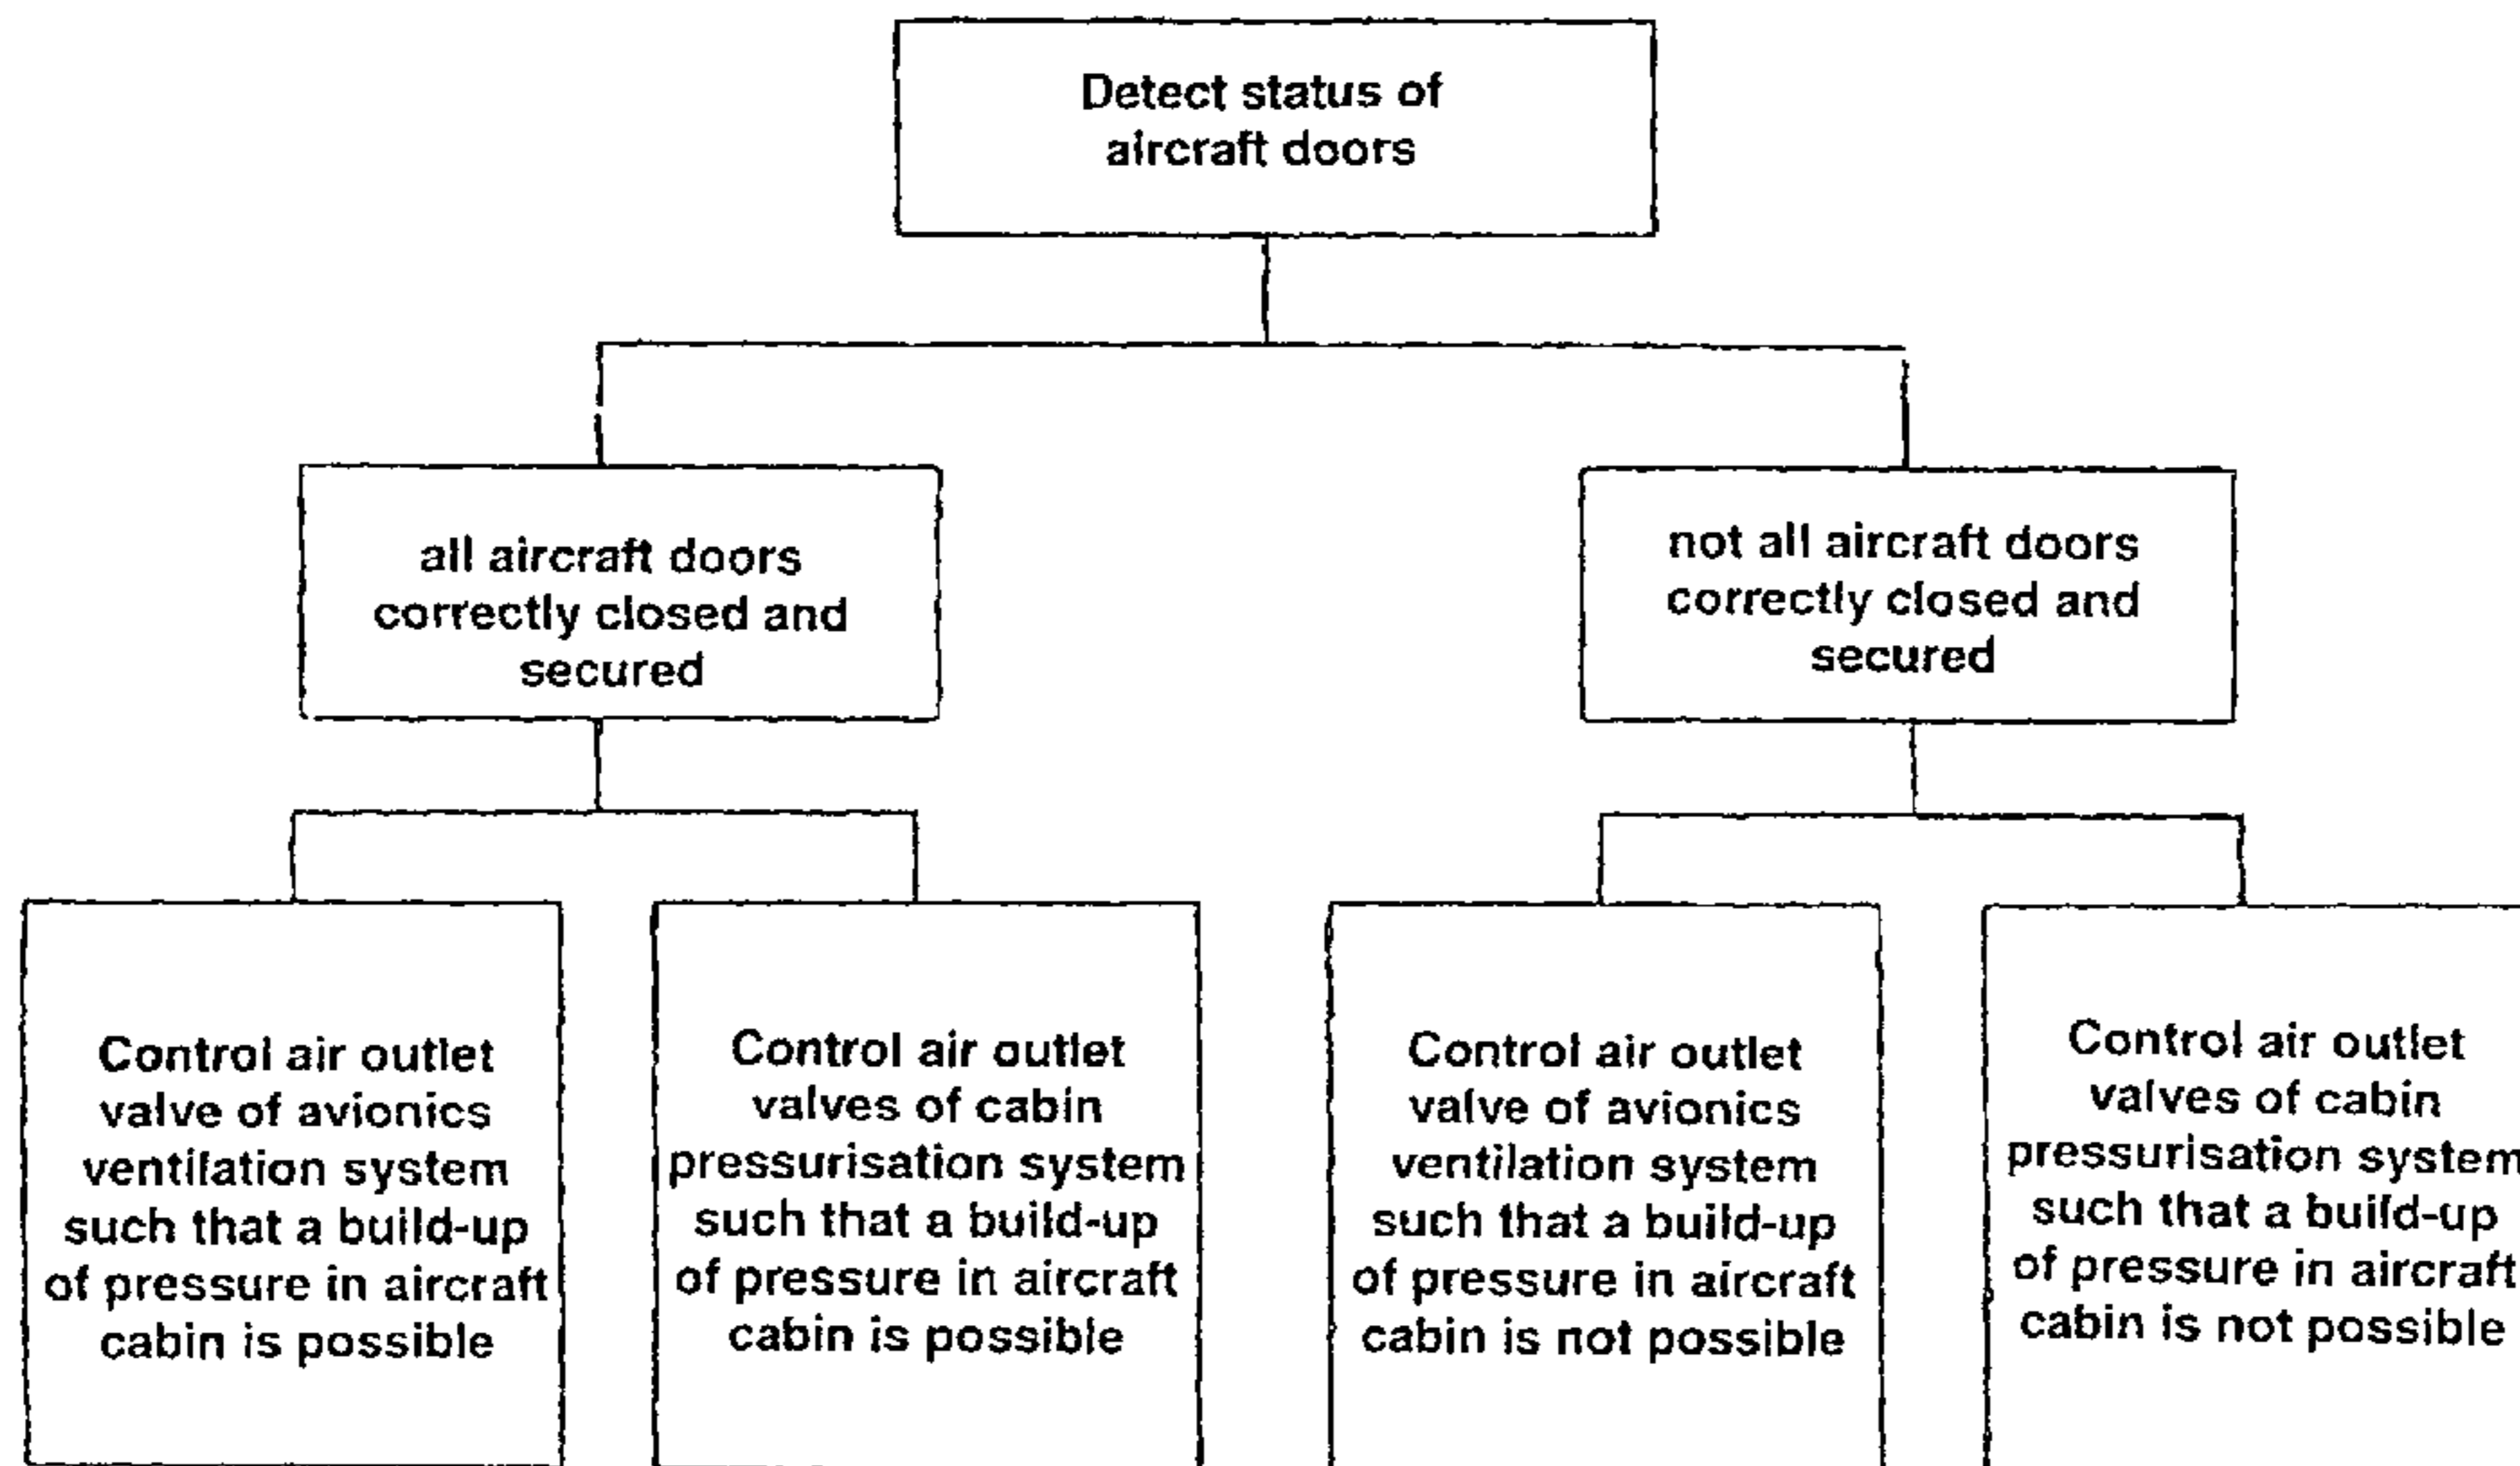 Detect status of
aircraft doors
all aircraft doors
correctly closed and
secured
not all aircraft doors
correctly closed and
secured
Control air outlet
valve of avionics
ventilation system
such that a build-up
of pressure in aircraft
cabin is possible
Control air outlet
valves of cabin
pressurisation system
such that a build-up
of pressure in aircraft
cabin is possible
Control air outlet
valve of avionics
ventilation system
such that a build-up
of pressure in aircraft
cabin is not possible
Control air outlet
valves of cabin
pressurisation system
such that a build-up
of pressure in aircraft
cabin is not possible